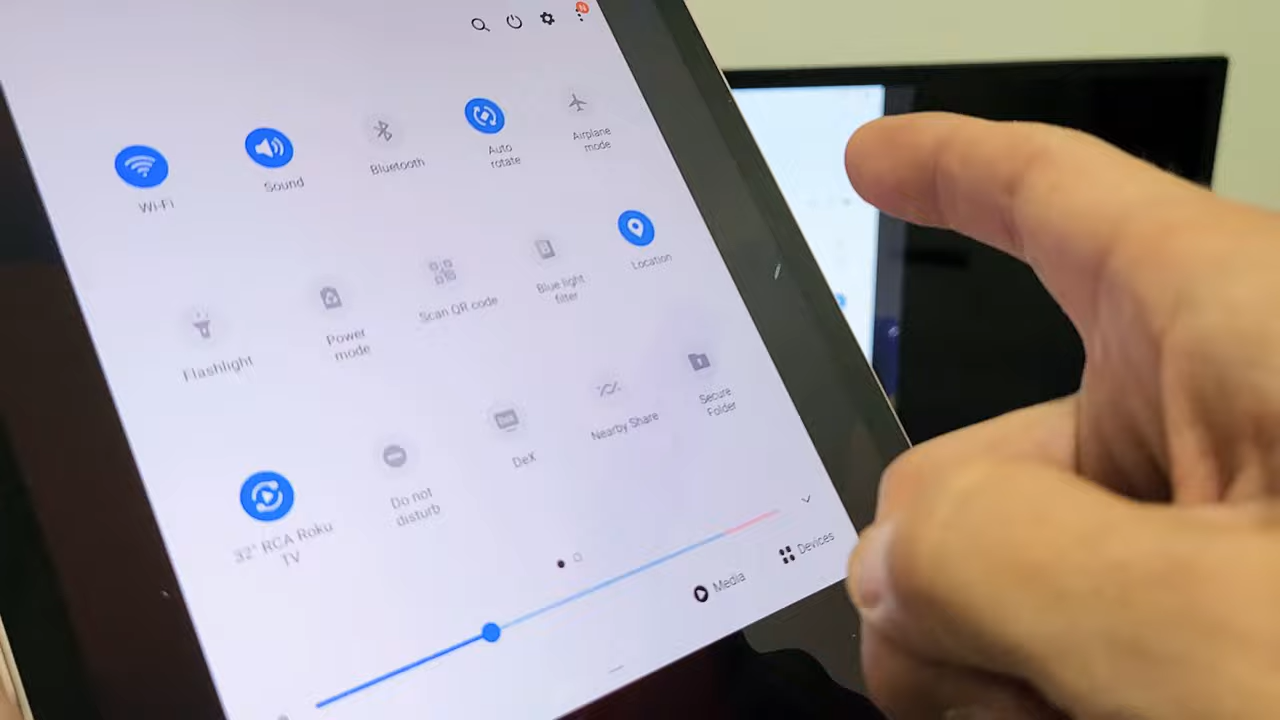 N
Wi-Fi
Sound
Bluetooth
Auto
rotate
Airplane
mode
Flashlight
Power
mode
Scan QR code
Blue light
filter
Location
32" RCA Roku
TV
Do not
disturb
DeX
DeX
Nearby Share
Secure
Folder
Media
Devices